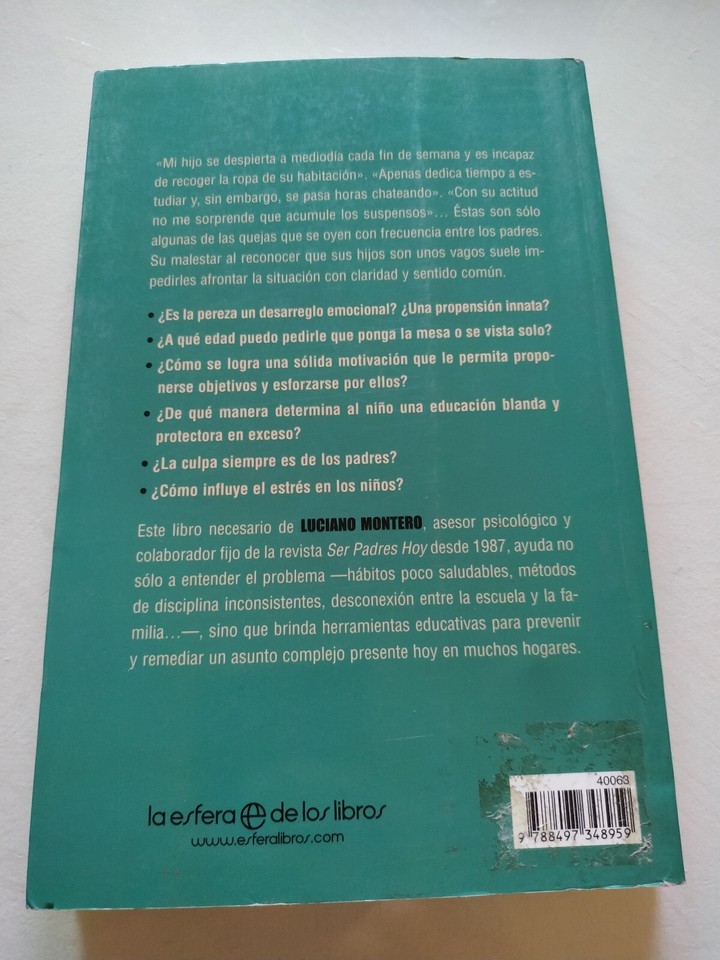 «Mi hijo se despierta a mediodía cada fin de semana y es incapaz
de recoger la ropa de su habitación». «Apenas dedica tiempo a es-
tudiar y, sin embargo, se pasa horas chateando». «Con su actitud
no me sorprende que acumule los suspensos»... Éstas son sólo
algunas de las quejas que se oyen con frecuencia entre los padres.
Su malestar al reconocer que sus hijos son unos vagos suele im-
pedirles afrontar la situación con claridad y sentido común.
• ¿Es la pereza un desarreglo emocional? ¿Una propensión innata?
• ¿A qué edad puedo pedirle que ponga la mesa o se vista solo?
• ¿Cómo se logra una sólida motivación que le permita propo-
nerse objetivos y esforzarse por ellos?
• ¿De qué manera determina al niño una educación blanda y
protectora en exceso?
• ¿La culpa siempre es de los padres?
• ¿Cómo influye el estrés en los niños?
Este libro necesario de LUCIANO MONTERO, asesor psicológico y
colaborador fijo de la revista Ser Padres Hoy desde 1987, ayuda no
sólo a entender el problema —hábitos poco saludables, métodos
de disciplina inconsistentes, desconexión entre la escuela y la fa-
milia...—, sino que brinda herramientas educativas para prevenir
y remediar un asunto complejo presente hoy en muchos hogares.
la esfera de los libros
www.esferalibros.com
40063
9 788497 348959